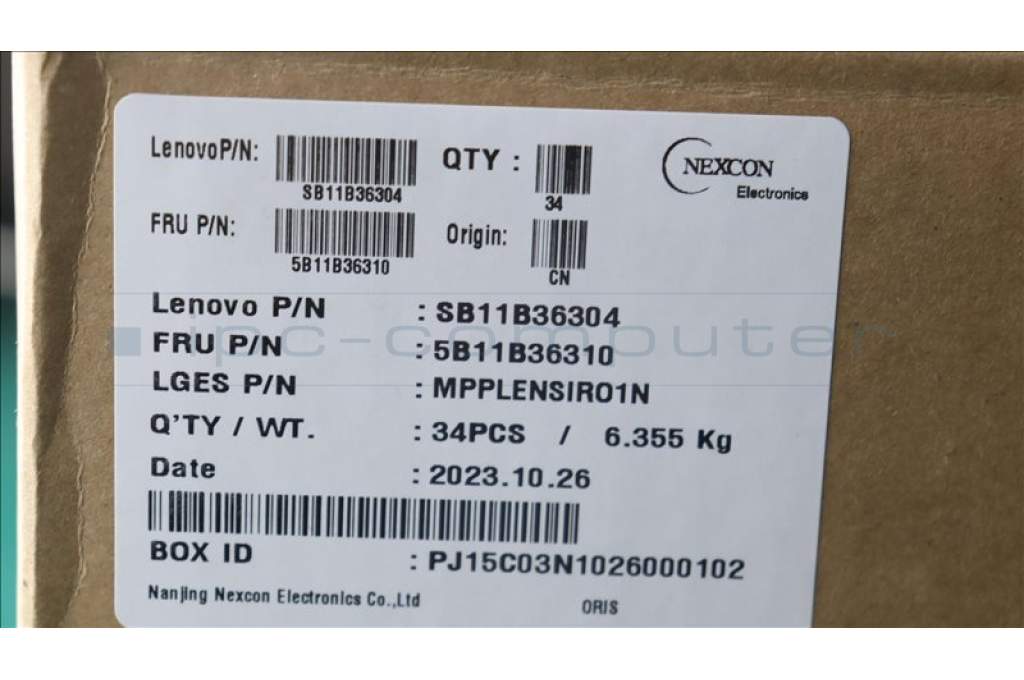 LenovoP/N:
SB11B36304
QTY :
34
NEXCON
Electronics
FRU P/N:
5B11B36310
Origin:
CN
Lenovo P/N : SB11B36304
ipc-computer
FRU P/N : 5B11B36310
LGES P/N : MPPLENSIR01N
Q'TY / WT. : 34PCS / 6.355 Kg
Date : 2023.10.26
BOX ID : PJ15C03N1026000102
Nanjing Nexcon Electronics Co.,Ltd ORIS